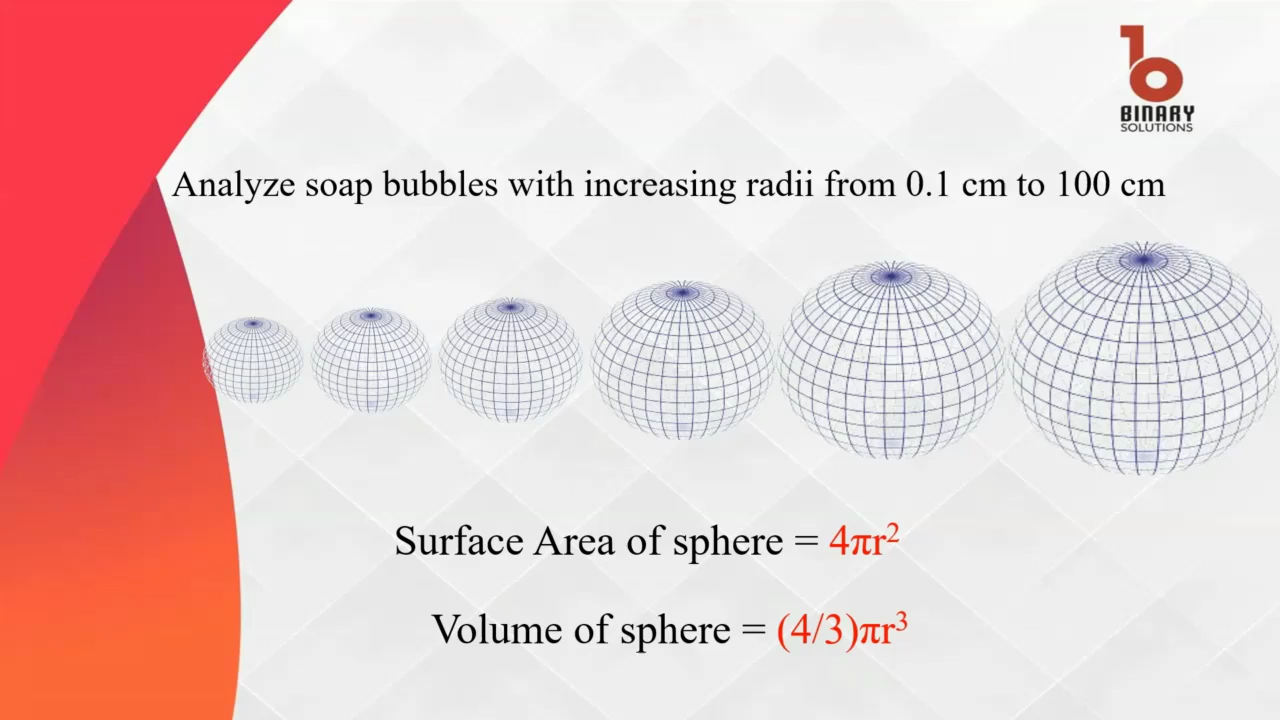 BINARY
SOLUTIONS
Analyze soap bubbles with increasing radii from 0.1 cm to 100 cm
Surface Area of sphere = 4πr²
Volume of sphere = (4/3)πr³